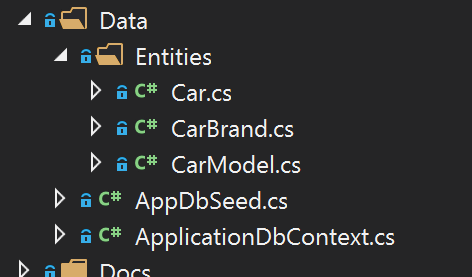 Data
Entities
C# Car.cs
C# CarBrand.cs
C# CarModel.cs
C# AppDbSeed.cs
C# ApplicationDbContext.cs
Docs